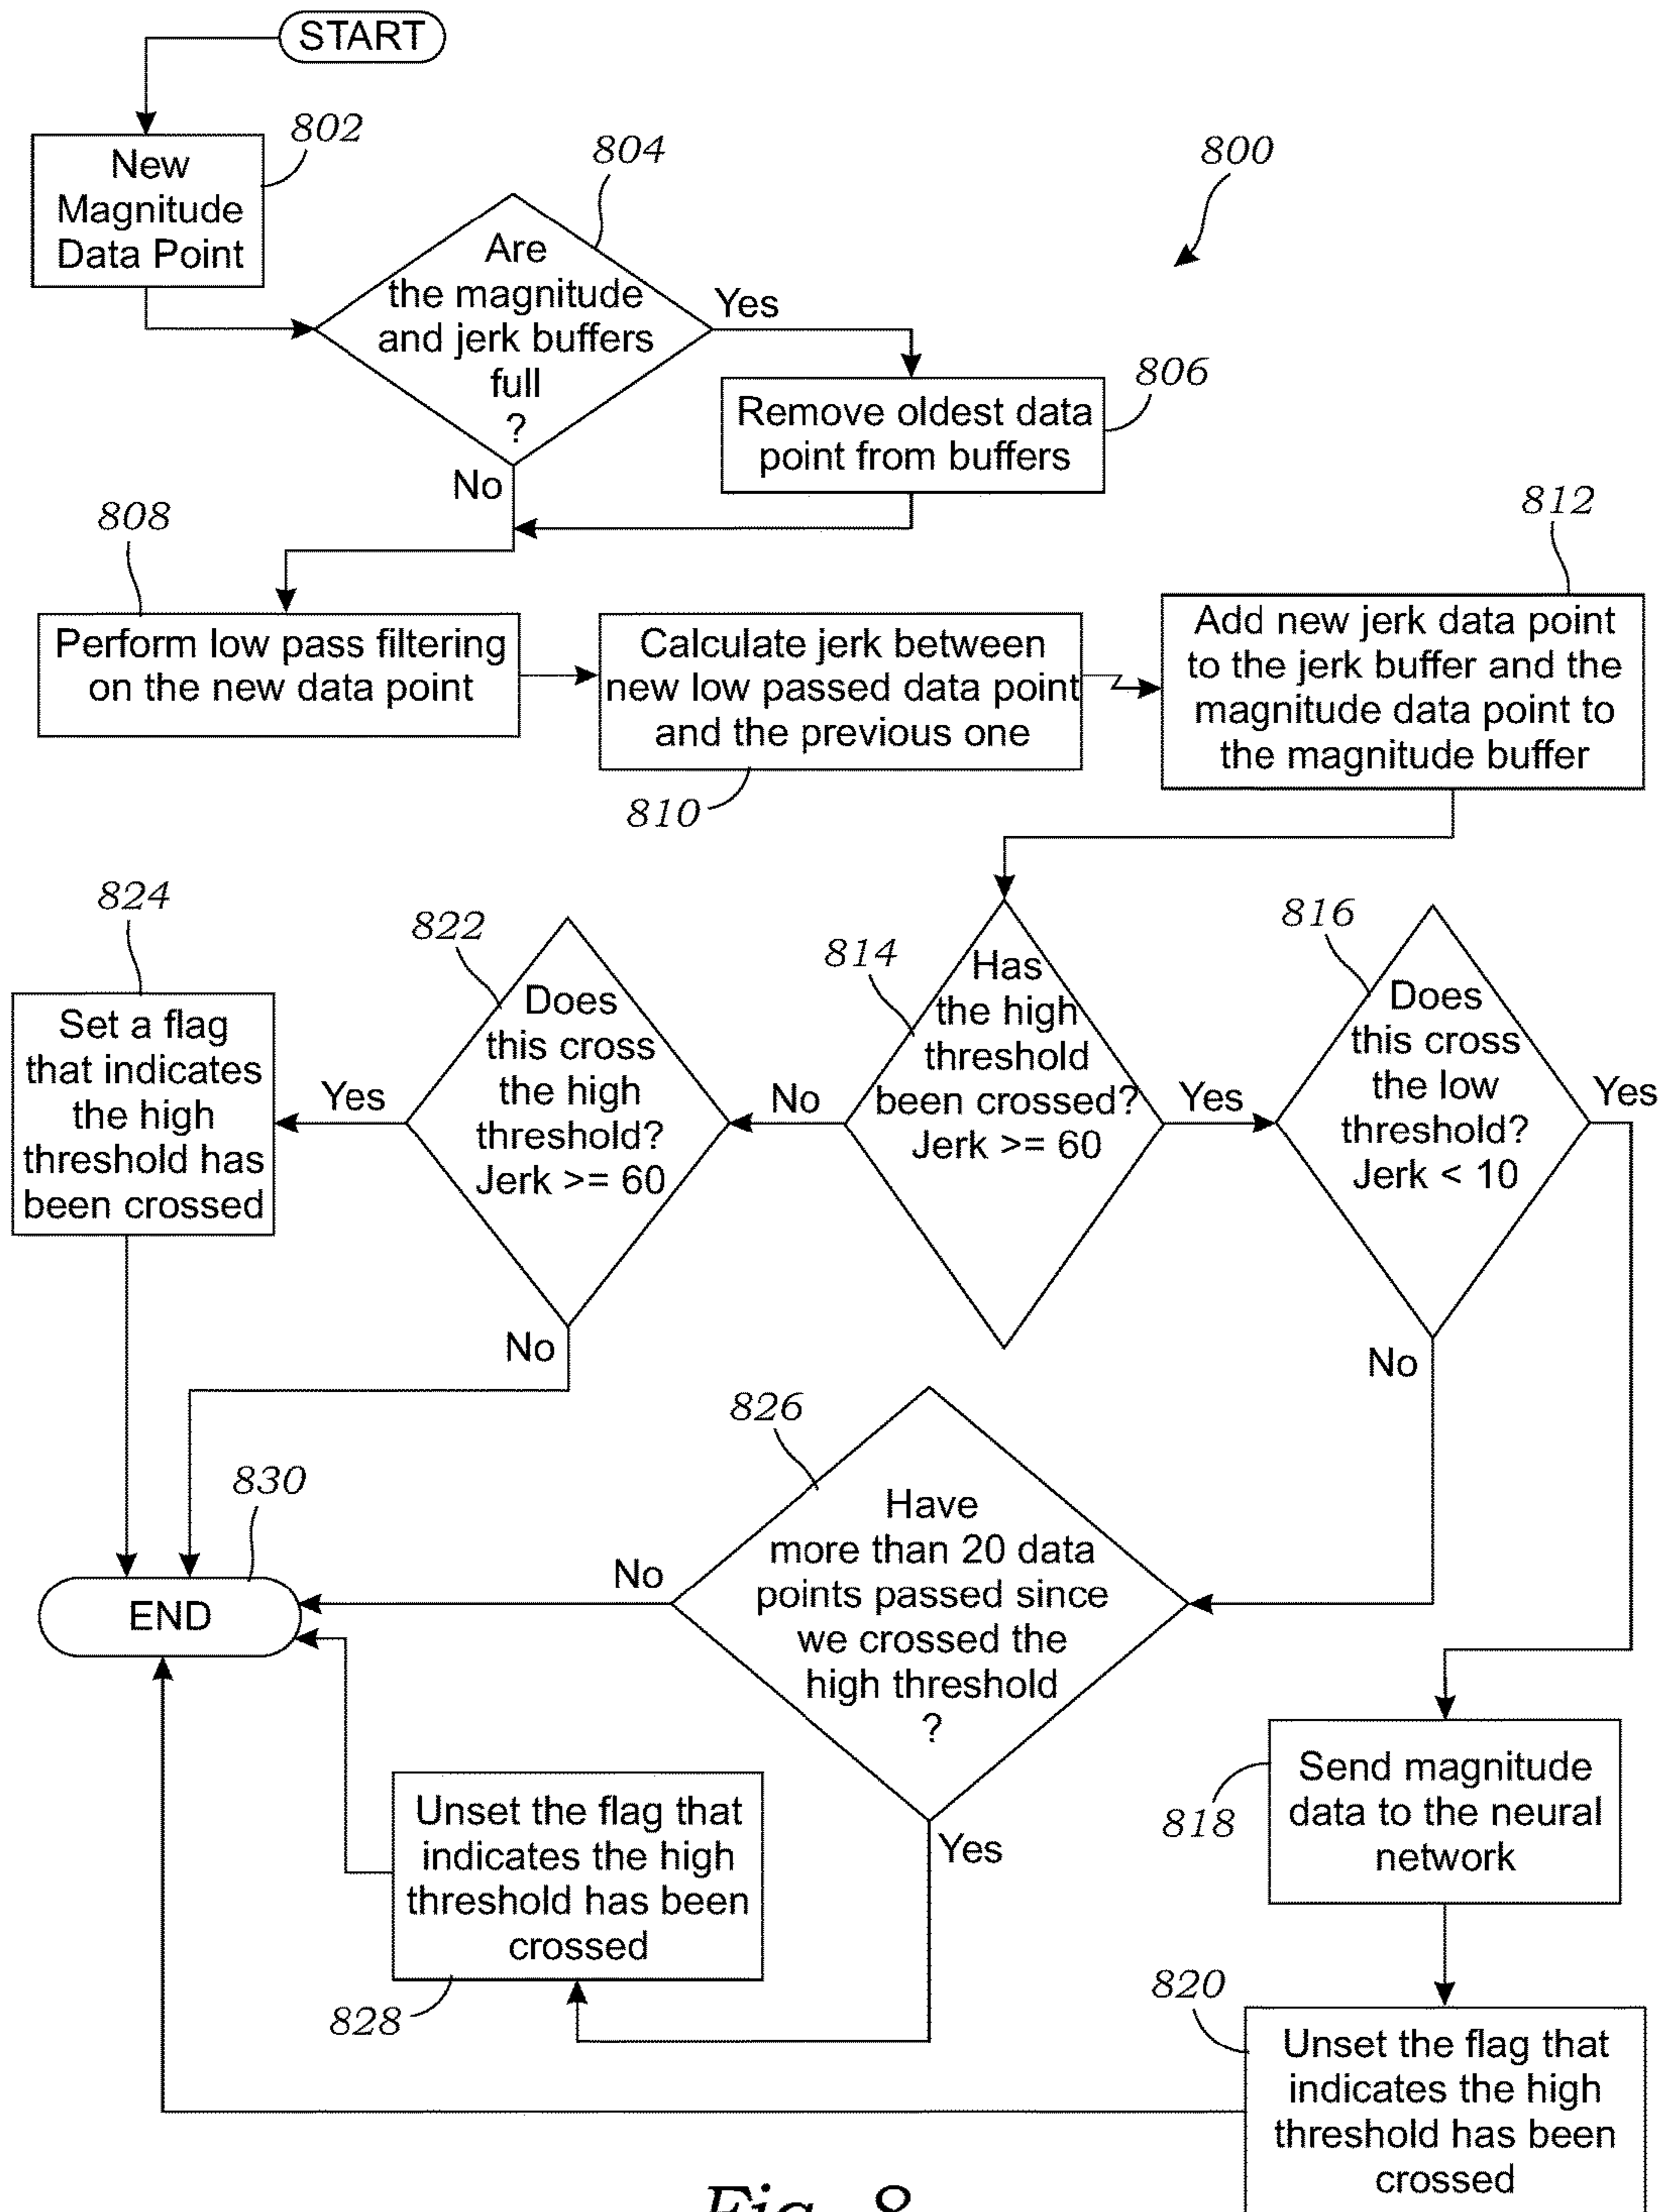 START
802
New
Magnitude
Data Point
804
800
Are
the magnitude
and jerk buffers
full
?
Yes
No
806
Remove oldest data
point from buffers
808
Perform low pass filtering
on the new data point
Calculate jerk between
new low passed data point
and the previous one
810
812
Add new jerk data point
to the jerk buffer and the
magnitude data point to
the magnitude buffer
824
Set a flag
that indicates
the high
threshold has
been crossed
Yes
822
Does
this cross
the high
threshold?
Jerk >= 60
No
No
814
Has
the high
threshold
been crossed?
Jerk >= 60
Yes
816
Does
this cross
the low
threshold?
Jerk < 10
Yes
No
826
Have
more than 20 data
points passed since
we crossed the
high threshold
?
No
Yes
830
END
Unset the flag that
indicates the high
threshold has been
crossed
828
Send magnitude
data to the neural
network
818
820
Unset the flag that
indicates the high
threshold has been
crossed
Fig. 8